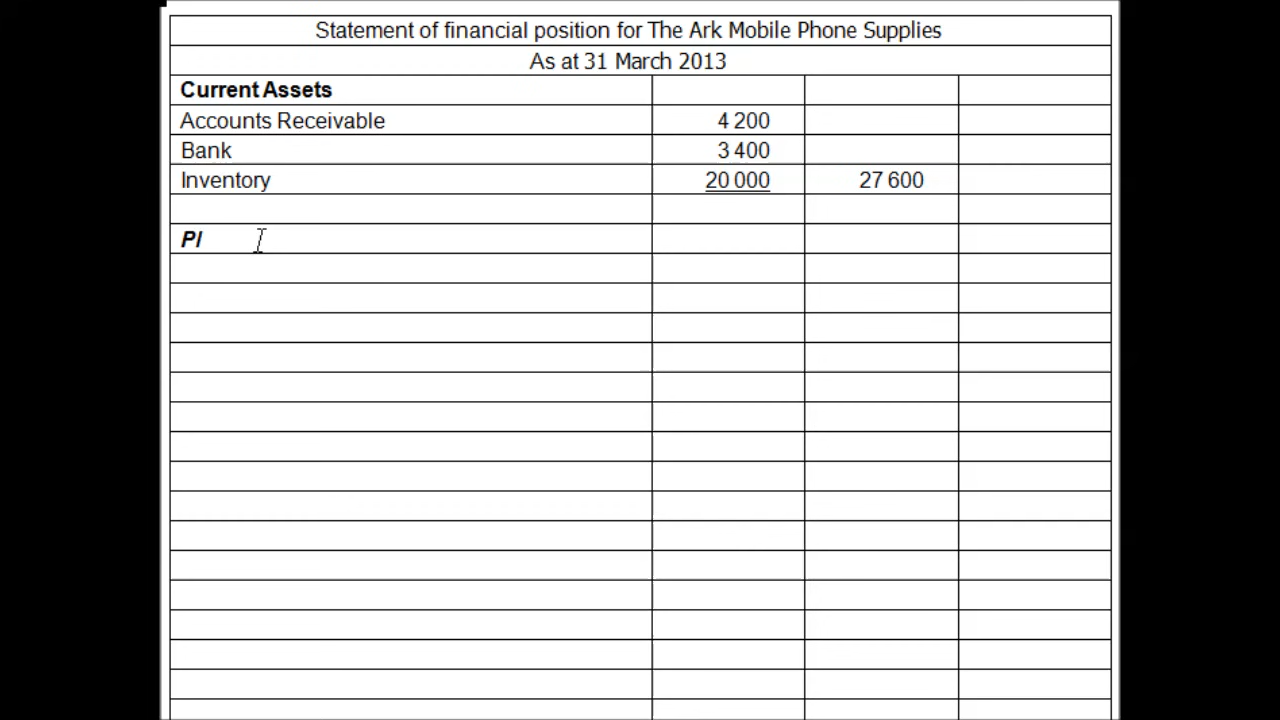 Statement of financial position for The Ark Mobile Phone Supplies
As at 31 March 2013
Current Assets
Accounts Receivable 4 200
Bank 3 400
Inventory 20 000 27 600
Pl